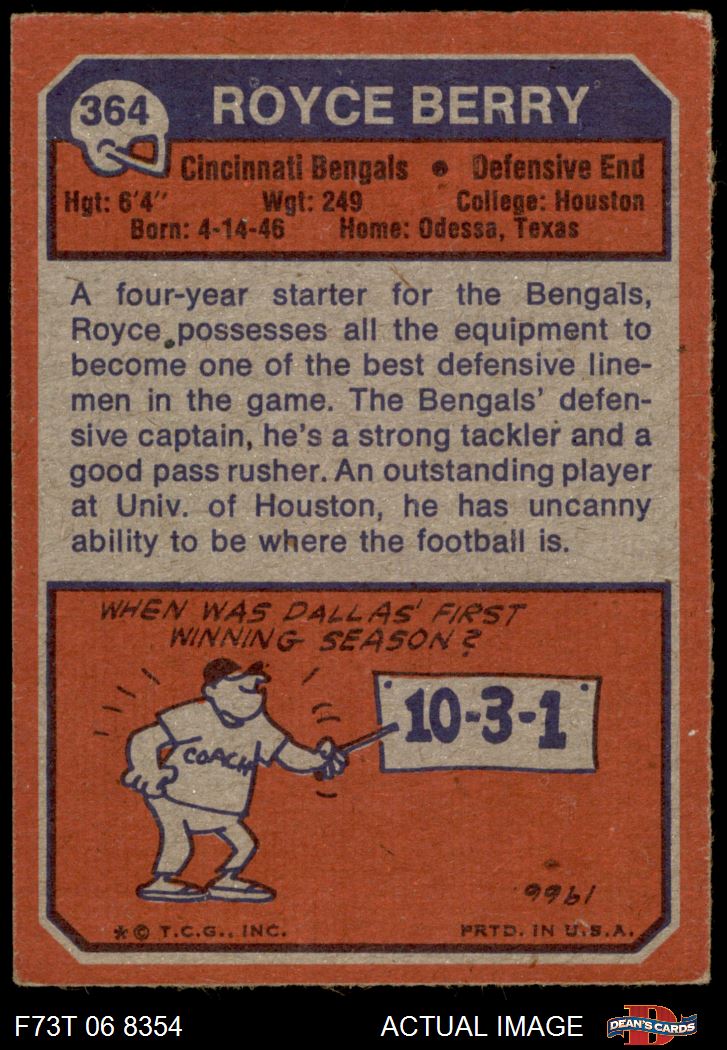 364
ROYCE BERRY
Cincinnati Bengals • Defensive End
Hgt: 6'4" Wgt: 249 College: Houston
Born: 4-14-46 Home: Odessa, Texas
A four-year starter for the Bengals,
Royce possesses all the equipment to
become one of the best defensive line-
men in the game. The Bengals' defen-
sive captain, he's a strong tackler and a
good pass rusher. An outstanding player
at Univ. of Houston, he has uncanny
ability to be where the football is.
WHEN WAS DALLAS' FIRST
WINNING SEASON?
10-3-1
COACH
1966
* © T.C.G., INC. PRTD. IN U.S.A.
F73T 06 8354 ACTUAL IMAGE DEAN'S CARDS